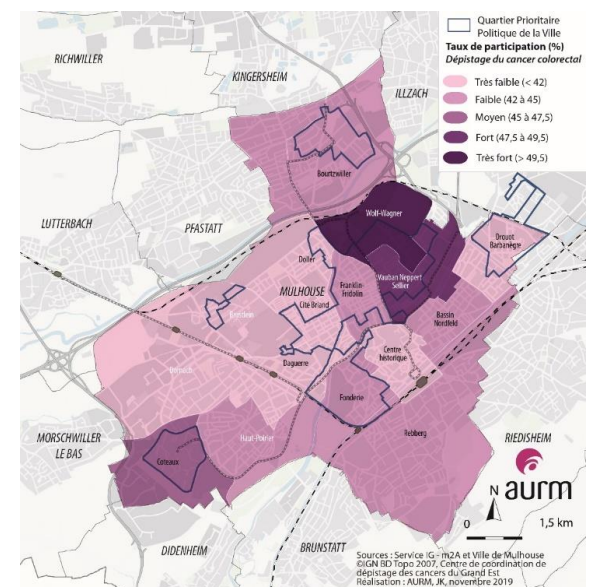 Quartier Prioritaire
Politique de la Ville
Taux de participation (%)
Dépistage du cancer colorectal
Très faible (< 42)
Faible (42 à 45)
Moyen (45 à 47,5)
Fort (47,5 à 49,5)
Très fort (> 49,5)
RICHWILLER
KINGERSHEIM
ILLZACH
Bourtzwiller
LUTTERBACH
PFASTATT
Wolf-Wagner
Drouot
Barbanègre
Doller
Vauban Neppert
Sellier
MULHOUSE
Franklin-
Fridolin
Cité Briand
Brustlein
Bassin
Nordfeld
Centre
historique
Daguerre
Dornach
Fonderie
Haut-Poirier
Rebberg
MORSCHWILLER
LE BAS
Coteaux
RIEDISHEIM
DIDENHEIM
BRUNSTATT
aurm
N
0 1,5 km
Sources : Service IG - m2A et Ville de Mulhouse
©IGN BD Topo 2007, Centre de coordination de
dépistage des cancers du Grand Est
Réalisation : AURM, JK, novembre 2019